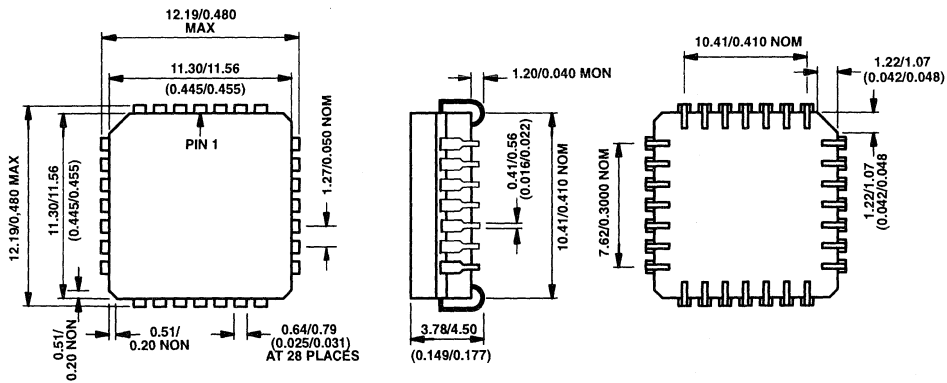 12.19/0.480
MAX
11.30/11.56
(0.445/0.455)
PIN 1
12.19/0,480 MAX
11.30/11.56
(0.445/0.455)
1.27/0.050 NOM
0.51/
0.20 NON
0.51/
0.20 NON
0.64/0.79
(0.025/0.031)
AT 28 PLACES
1.20/0.040 MON
0.41/0.56
(0.016/0.022)
10.41/0.410 NOM
3.78/4.50
(0.149/0.177)
10.41/0.410 NOM
1.22/1.07
(0.042/0.048)
7.62/0.3000 NOM
1.22/1.07
(0.042/0.048